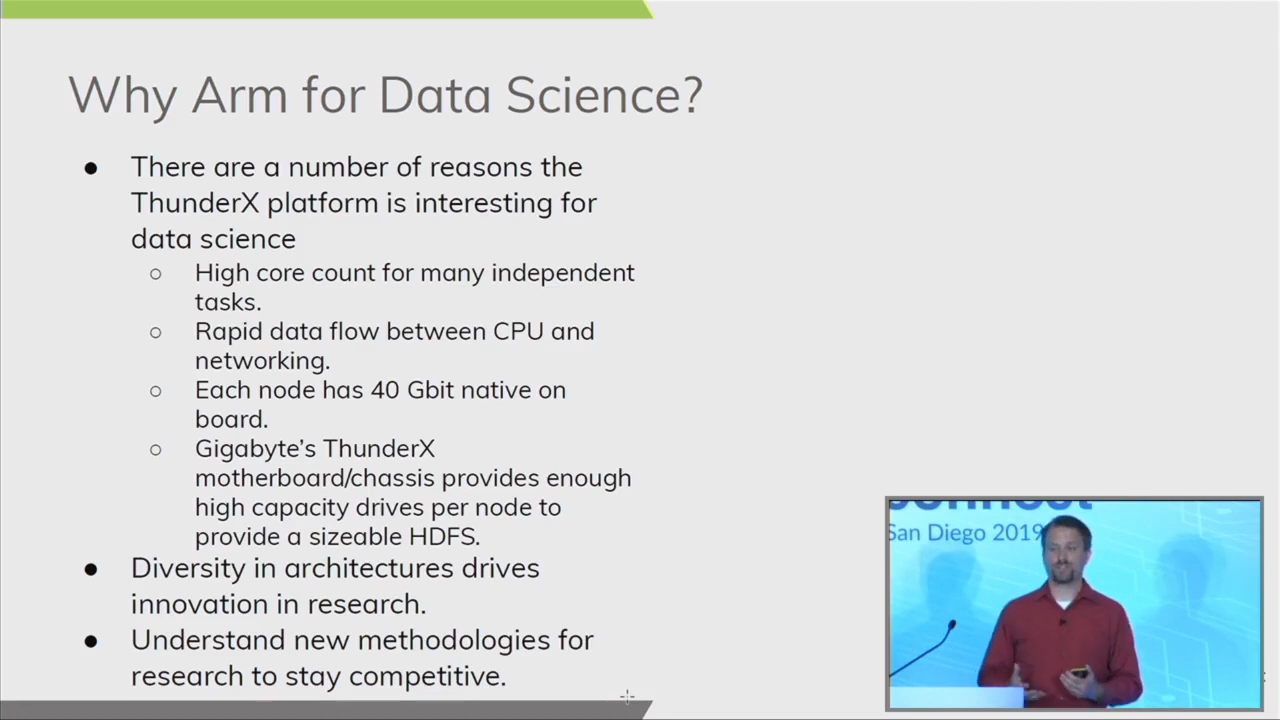 Why Arm for Data Science?
● There are a number of reasons the
ThunderX platform is interesting for
data science
○ High core count for many independent
tasks.
○ Rapid data flow between CPU and
networking.
○ Each node has 40 Gbit native on
board.
○ Gigabyte’s ThunderX
motherboard/chassis provides enough
high capacity drives per node to
provide a sizeable HDFS.
● Diversity in architectures drives
innovation in research.
● Understand new methodologies for
research to stay competitive.
connect
San Diego 2019